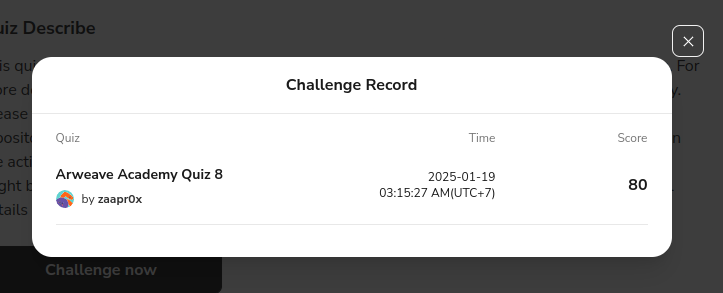 uiz Describe
is qui
For
ore de
y.
ease
posite
n
e acti
ght b
etails
Challenge Record
Quiz Time Score
Arweave Academy Quiz 8
by zaapr0x
2025-01-19
03:15:27 AM(UTC+7)
80
Challenge now